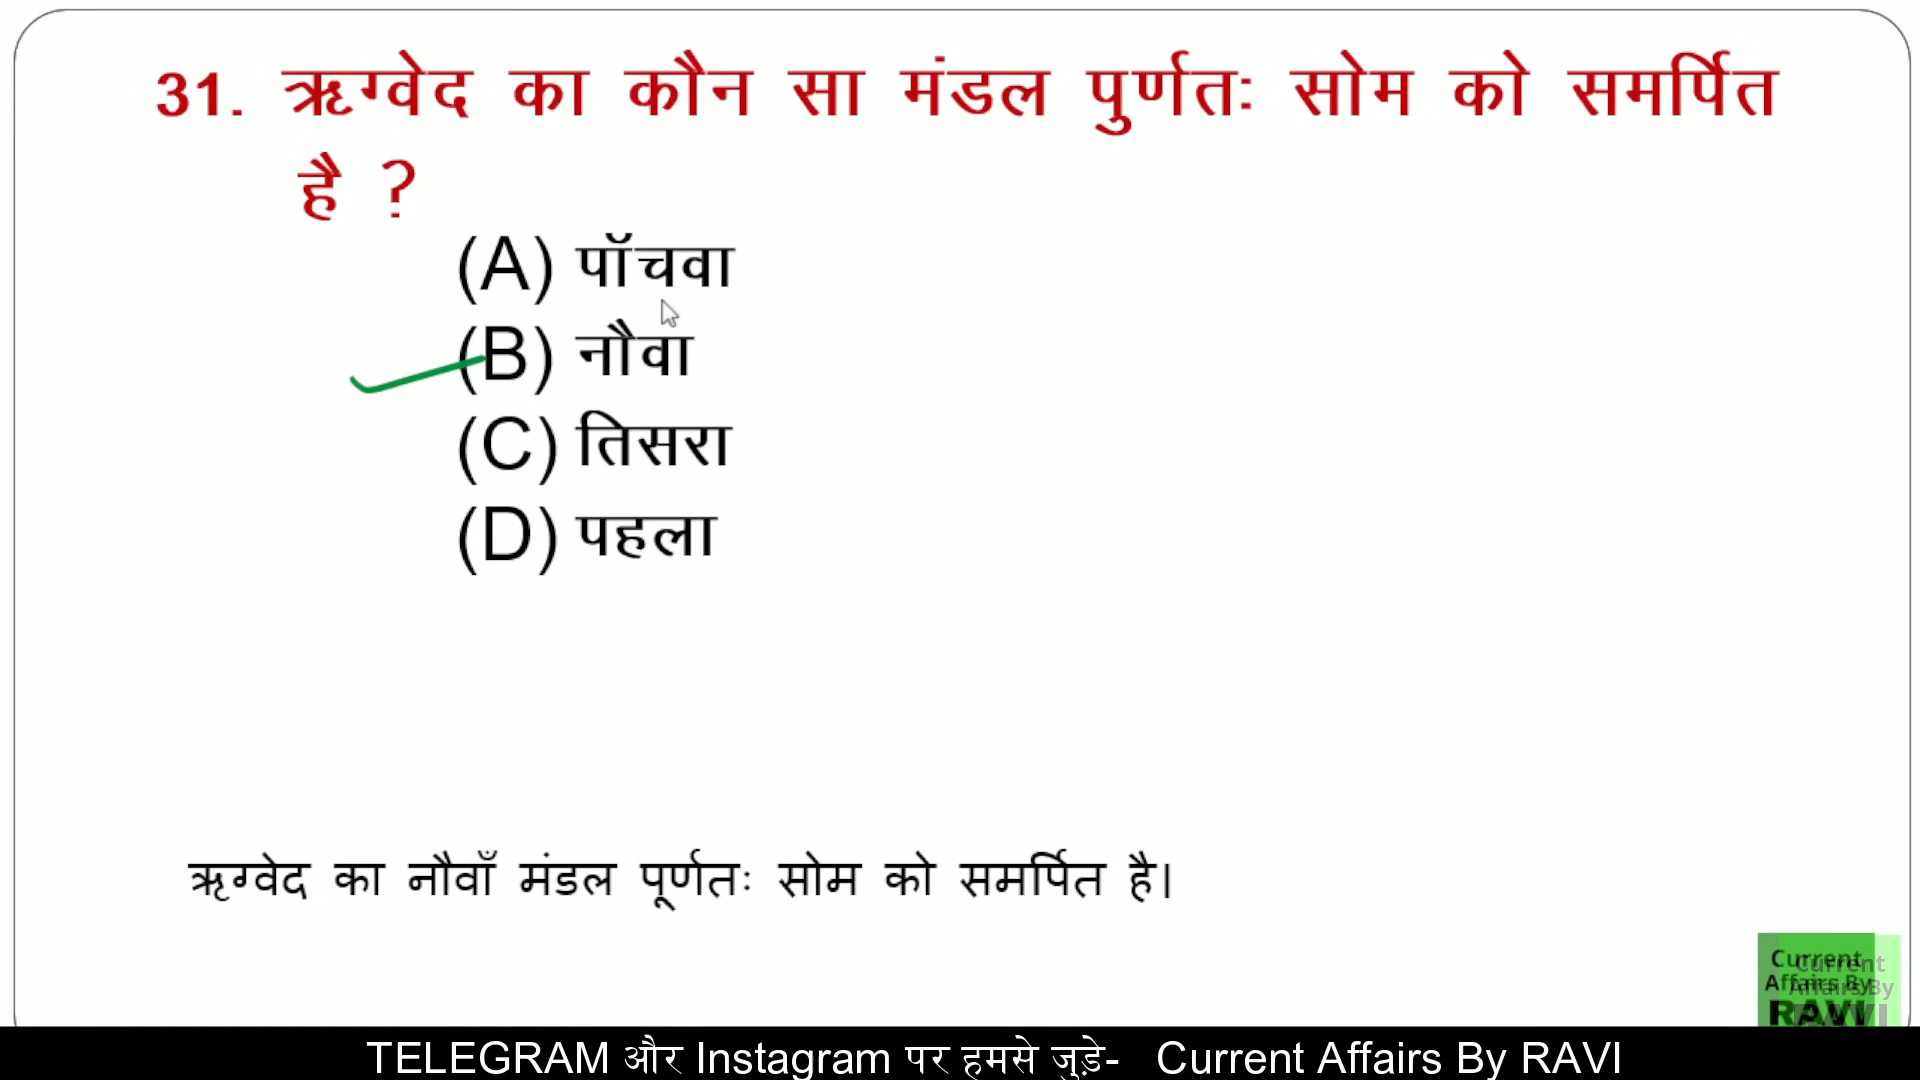 31. ऋग्वेद का कौन सा मंडल पुर्णतः सोम को समर्पित
है ?
(A) पॉचवा
(B) नौवा
(C) तिसरा
(D) पहला
ऋग्वेद का नौवाँ मंडल पूर्णतः सोम को समर्पित है।
Current
Affairs By
RAVI
TELEGRAM और Instagram पर हमसे जुड़े- Current Affairs By RAVI